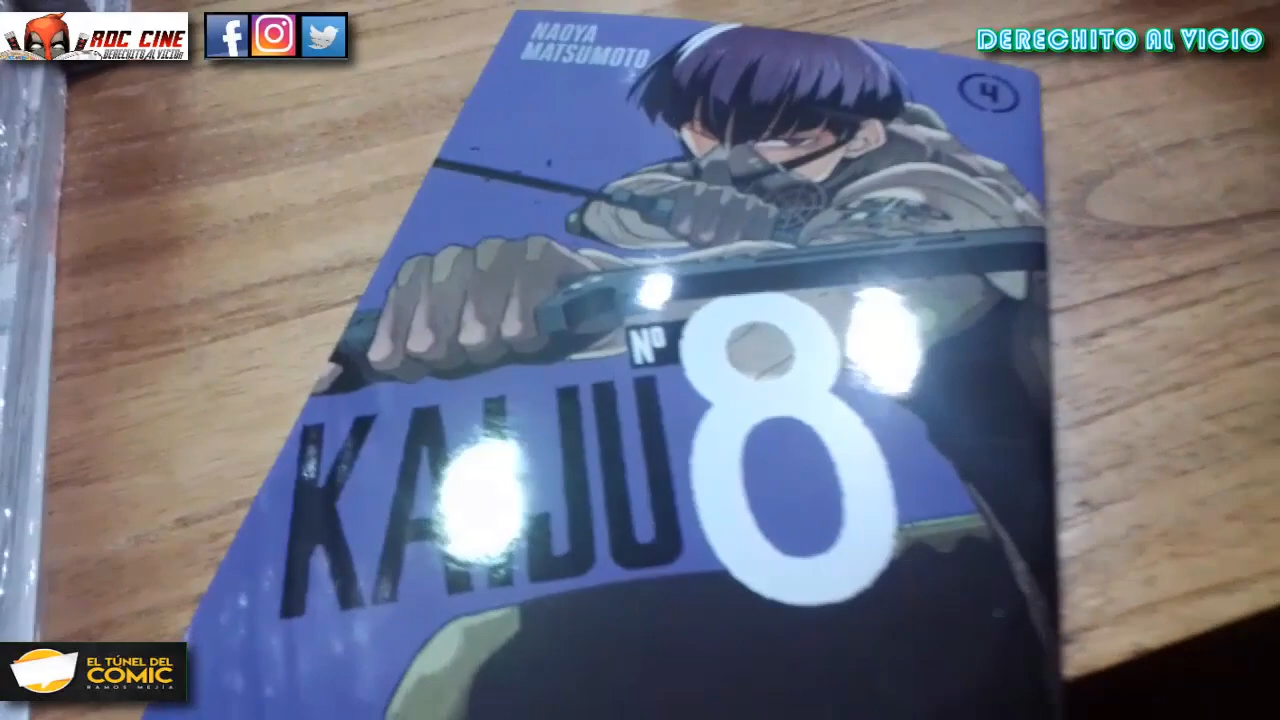 RDC CINE
DERECHITO AL VICIO
DERECHITO AL VICIO
NAOYA
MATSUMOTO
4
Nº
KAIJU 8
EL TÚNEL DEL
COMIC
RAMOS MEJÍA